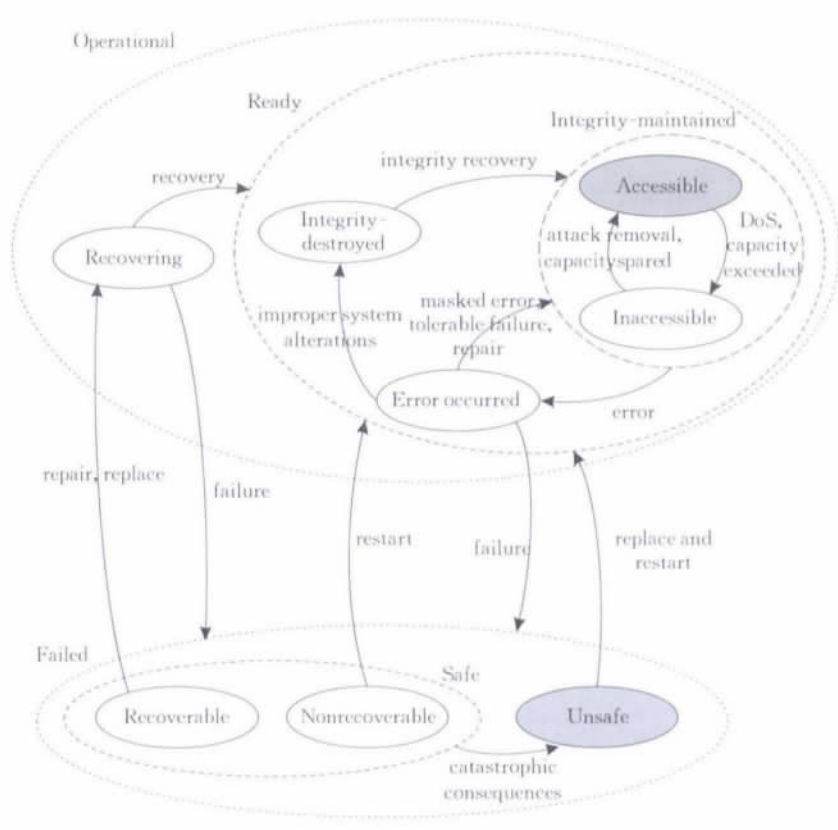 Operational
Ready
Integrity-maintained
integrity recovery
recovery
Accessible
Integrity-
destroyed
attack removal,
capacity spared
DoS,
capacity
exceeded
Recovering
masked error,
tolerable failure,
repair
improper system
alterations
Inaccessible
Error occurred
error
repair, replace
failure
restart
failure
replace and
restart
Failed
Safe
Recoverable
Nonrecoverable
Unsafe
catastrophic
consequences